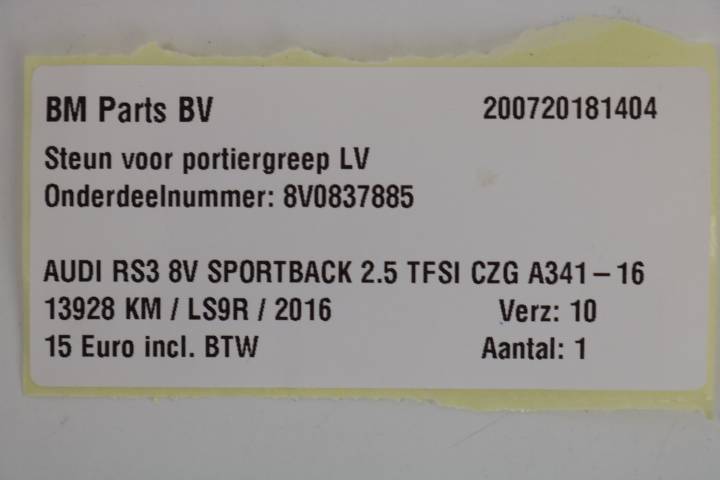 BM Parts BV 200720181404
Steun voor portiergreep LV
Onderdeelnummer: 8V0837885
AUDI RS3 8V SPORTBACK 2.5 TFSI CZG A341-16
13928 KM / LS9R / 2016 Verz: 10
15 Euro incl. BTW Aantal: 1